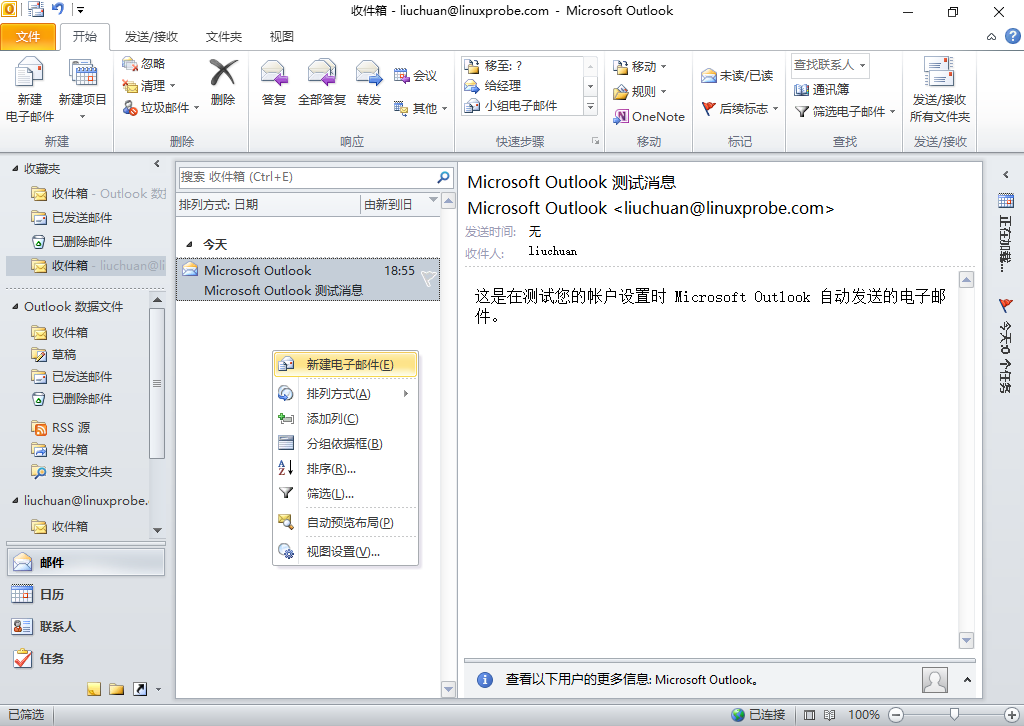 收件箱 - liuchuan@linuxprobe.com - Microsoft Outlook
文件 开始 发送/接收 文件夹 视图
新建
电子邮件
新建项目
新建
忽略
清理
垃圾邮件
删除
删除
答复
全部答复
转发
会议
其他
响应
移至: ?
给经理
小组电子邮件
快速步骤
移动
规则
OneNote
移动
未读/已读
后续标志
标记
查找联系人
通讯簿
筛选电子邮件
查找
发送/接收
所有文件夹
发送/接收
收藏夹
收件箱 - Outlook 数据
已发送邮件
已删除邮件
收件箱 - liuchuan@li
Outlook 数据文件
收件箱
草稿
已发送邮件
已删除邮件
RSS 源
发件箱
搜索文件夹
liuchuan@linuxprobe.
收件箱
邮件
日历
联系人
任务
搜索 收件箱 (Ctrl+E)
排列方式: 日期 由新到旧
今天
Microsoft Outlook 18:55
Microsoft Outlook 测试消息
新建电子邮件(E)
排列方式(A)
添加列(C)
分组依据框(B)
排序(R)...
筛选(L)...
自动预览布局(P)
视图设置(V)...
Microsoft Outlook 测试消息
Microsoft Outlook <liuchuan@linuxprobe.com>
发送时间: 无
收件人: liuchuan
这是在测试您的帐户设置时 Microsoft Outlook 自动发送的电子邮
件。
查看以下用户的更多信息: Microsoft Outlook。
正在加载...
今天:0 个任务
已筛选 已连接 100%